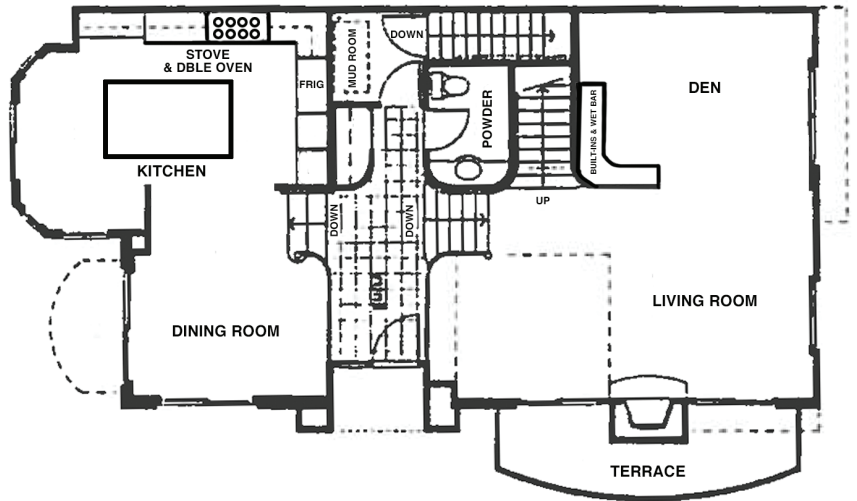 STOVE
& DBLE OVEN
MUD ROOM
DOWN
FRIG
POWDER
BUILT-INS & WET BAR
DEN
KITCHEN
DOWN
DOWN
UP
DINING ROOM
LIVING ROOM
TERRACE